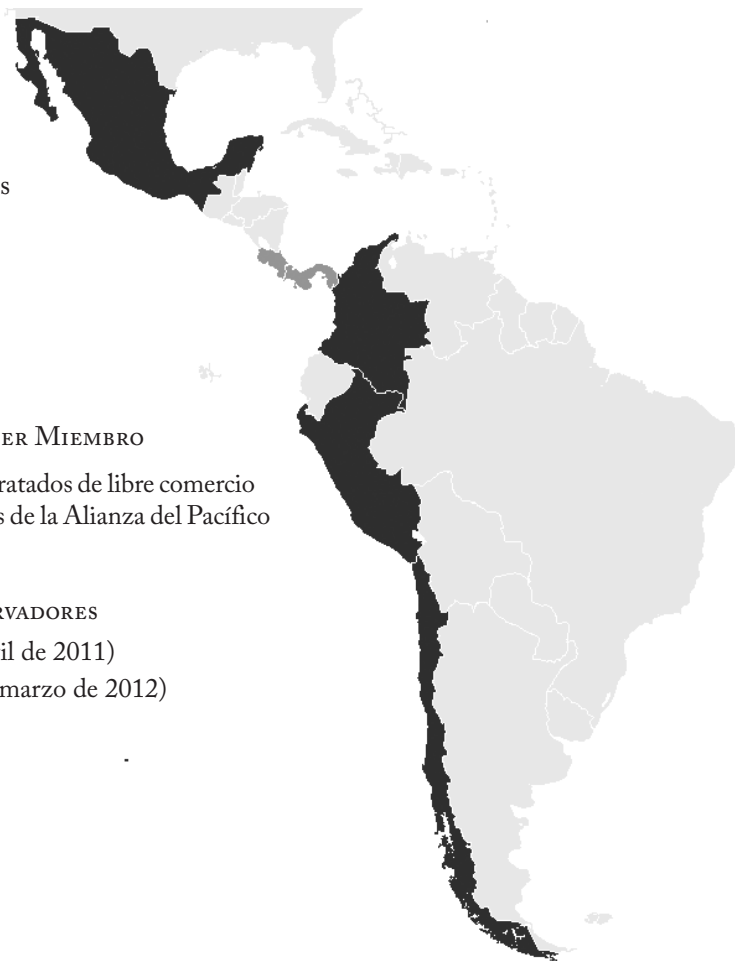 s
er Miembro
ratados de libre comercio
s de la Alianza del Pacífico
rvadores
il de 2011)
marzo de 2012)